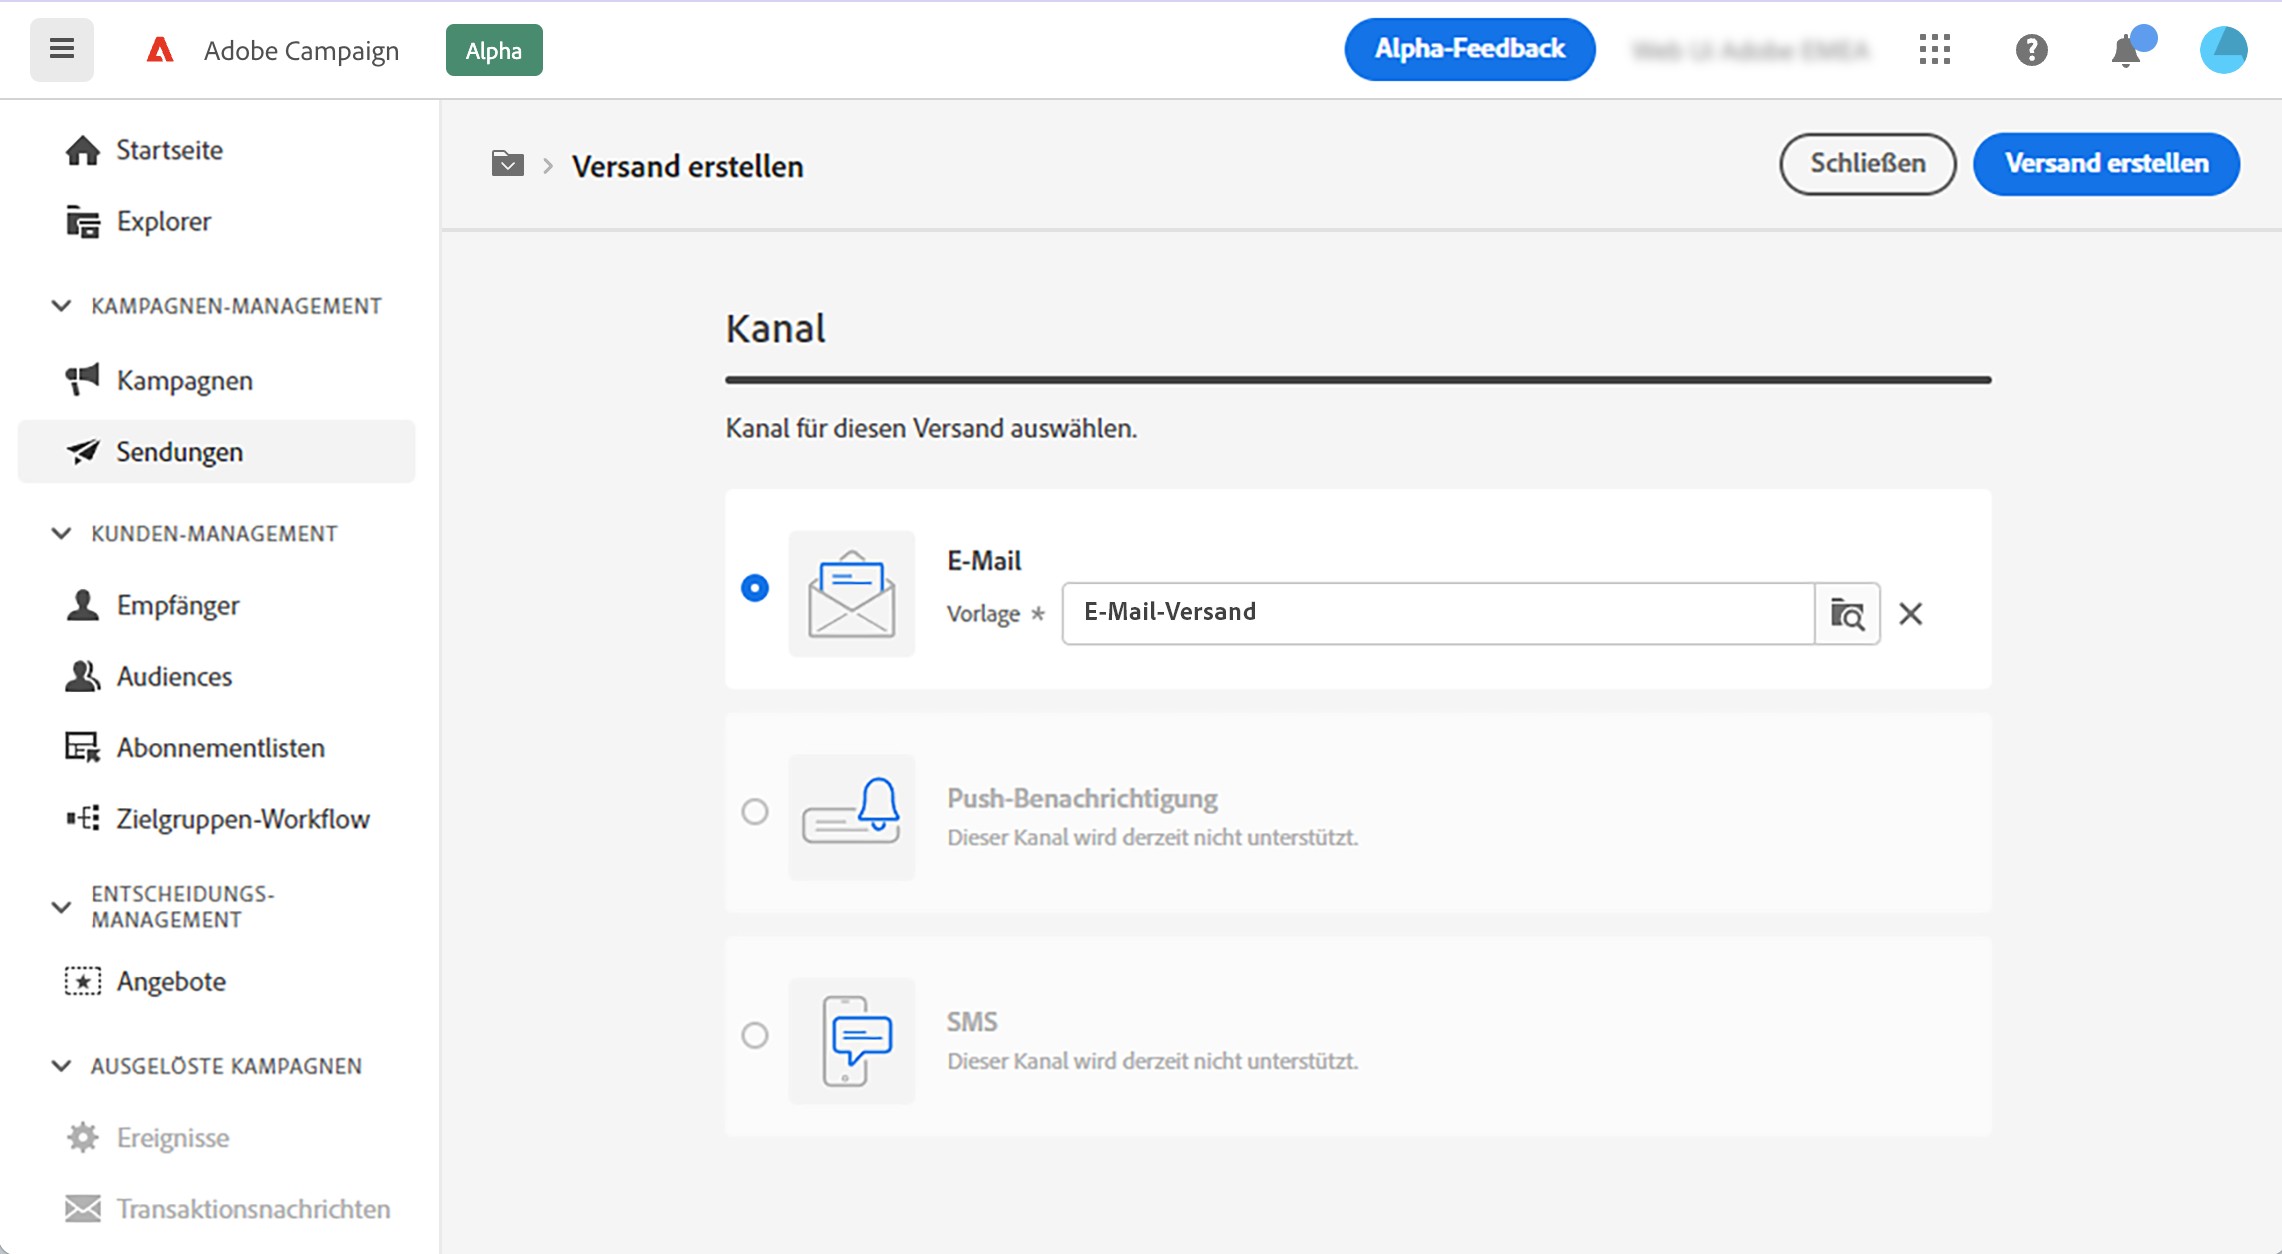 Adobe Campaign
Alpha
Alpha-Feedback
Startseite
Explorer
KAMPAGNEN-MANAGEMENT
Kampagnen
Sendungen
KUNDEN-MANAGEMENT
Empfänger
Audiences
Abonnementlisten
Zielgruppen-Workflow
ENTSCHEIDUNGS-
MANAGEMENT
Angebote
AUSGELÖSTE KAMPAGNEN
Ereignisse
Transaktionsnachrichten
Versand erstellen
Schließen
Versand erstellen
Kanal
Kanal für diesen Versand auswählen.
E-Mail
Vorlage *
E-Mail-Versand
Push-Benachrichtigung
Dieser Kanal wird derzeit nicht unterstützt.
SMS
Dieser Kanal wird derzeit nicht unterstützt.